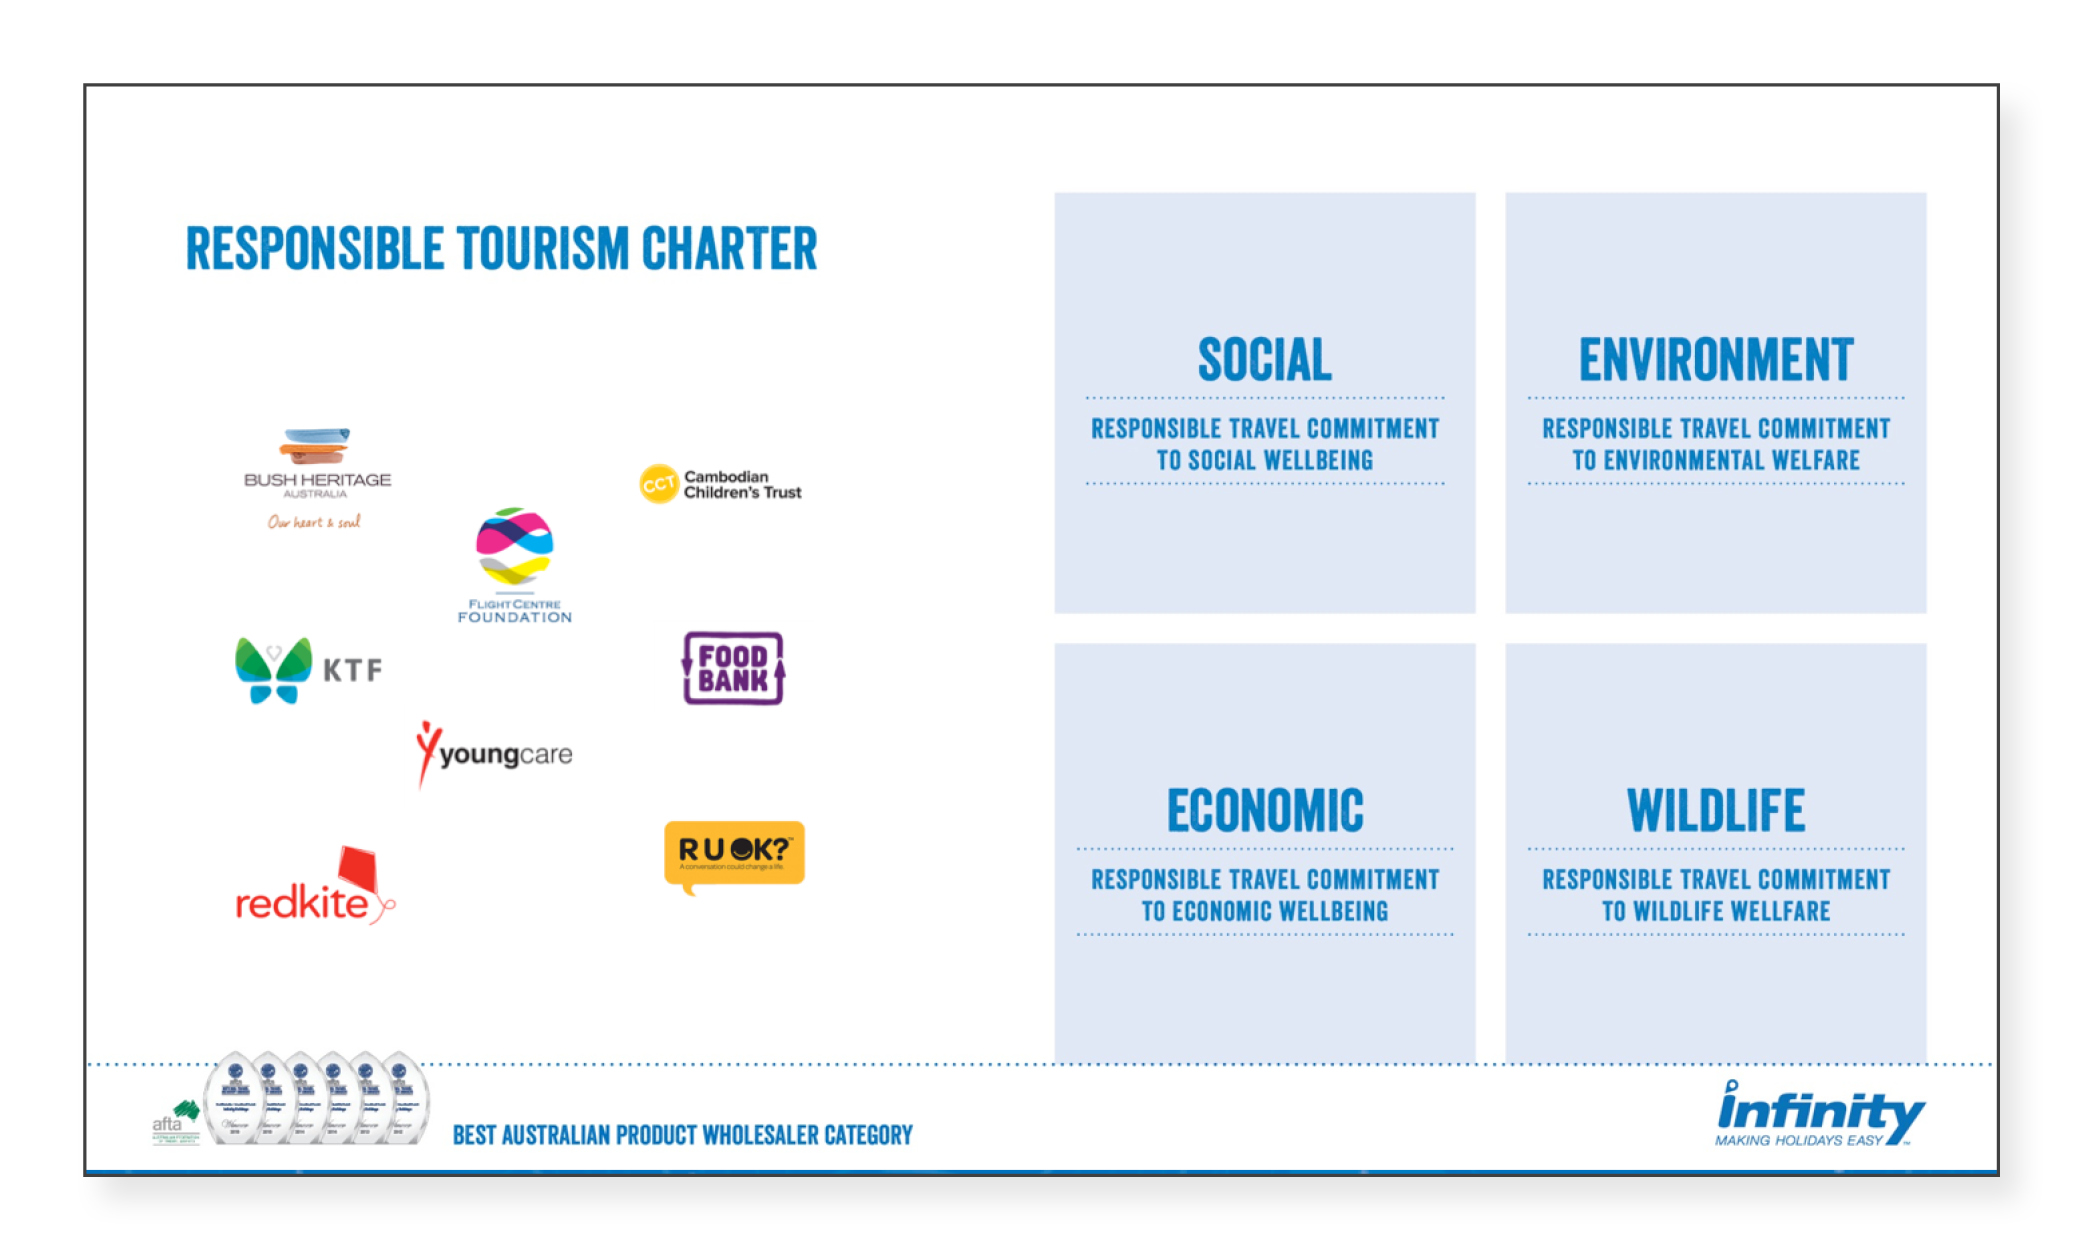 RESPONSIBLE TOURISM CHARTER
BUSH HERITAGE
AUSTRALIA
Our heart & soul
CCT
Cambodian
Children's Trust
FLIGHT CENTRE
FOUNDATION
KTF
FOOD
BANK
youngcare
redkite
R U OK?™
A conversation could change a life.
SOCIAL
RESPONSIBLE TRAVEL COMMITMENT
TO SOCIAL WELLBEING
ENVIRONMENT
RESPONSIBLE TRAVEL COMMITMENT
TO ENVIRONMENTAL WELFARE
ECONOMIC
RESPONSIBLE TRAVEL COMMITMENT
TO ECONOMIC WELLBEING
WILDLIFE
RESPONSIBLE TRAVEL COMMITMENT
TO WILDLIFE WELLFARE
afta
BEST AUSTRALIAN PRODUCT WHOLESALER CATEGORY
infinity
MAKING HOLIDAYS EASY™